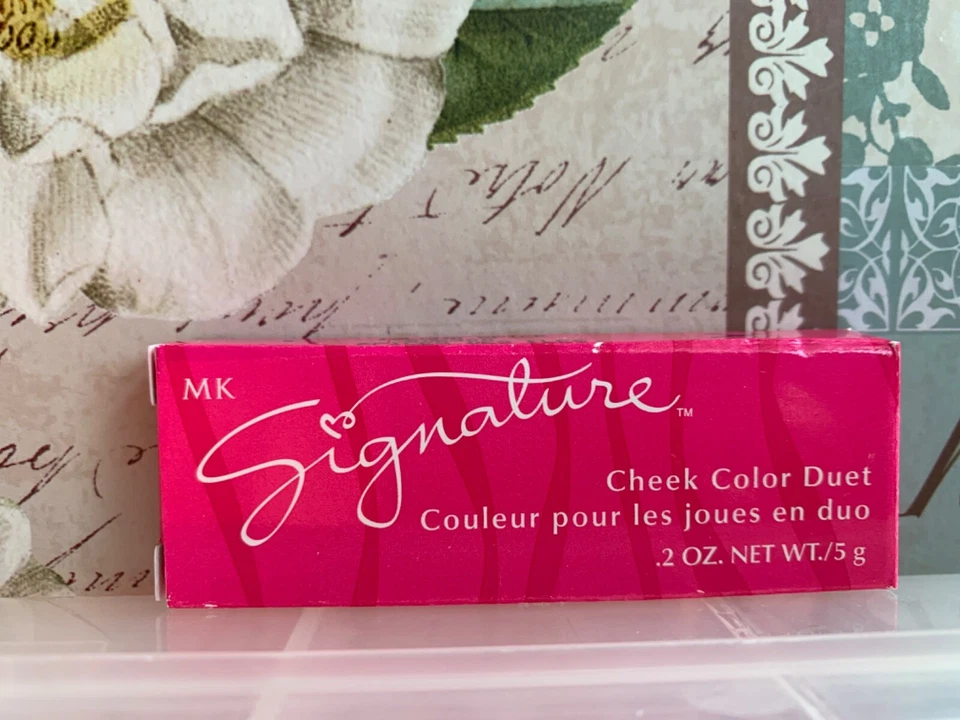 MK
Signature™
Cheek Color Duet
Couleur pour les joues en duo
.2 OZ. NET WT./5 g